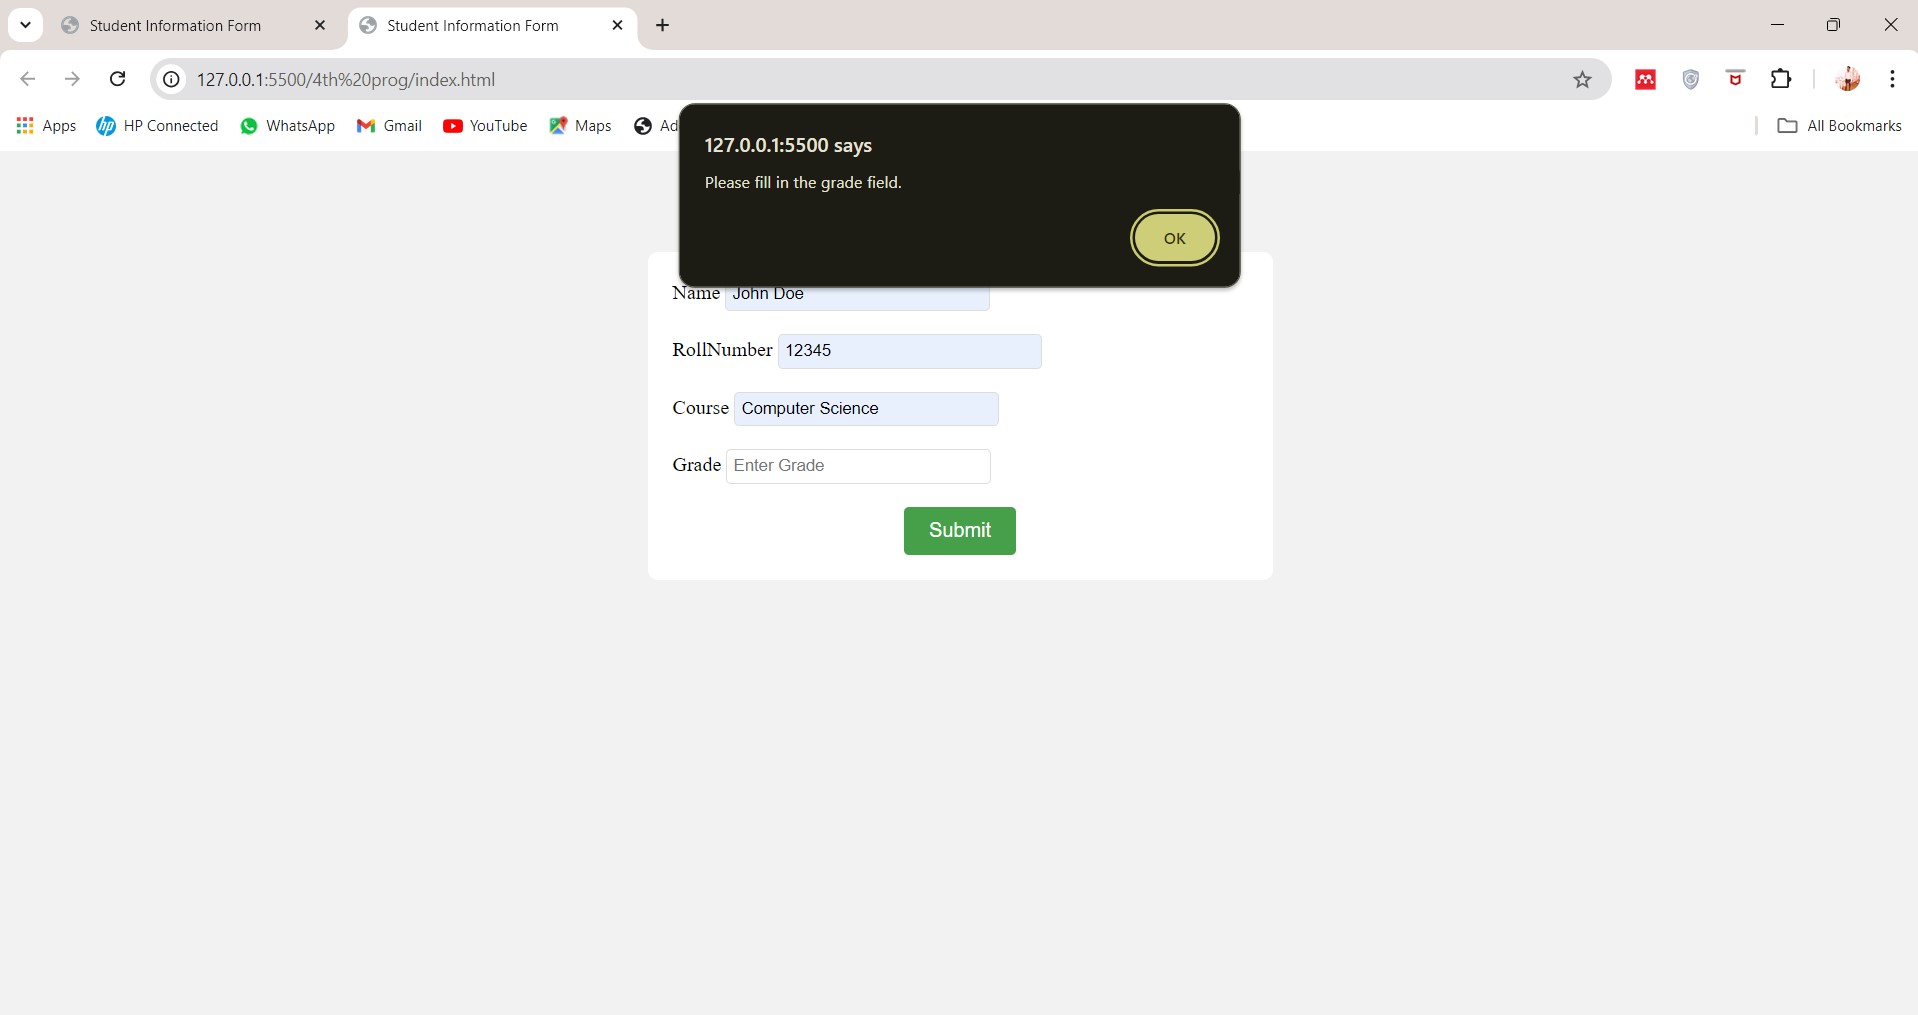 Student Information Form
Student Information Form
127.0.0.1:5500/4th%20prog/index.html
Apps
HP Connected
WhatsApp
Gmail
YouTube
Maps
All Bookmarks
127.0.0.1:5500 says
Please fill in the grade field.
OK
Name John Doe
RollNumber 12345
Course Computer Science
Grade Enter Grade
Submit